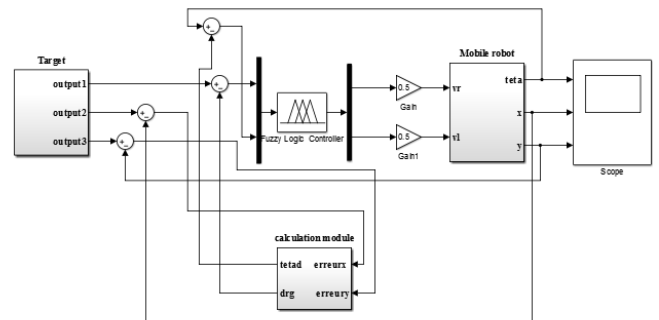 Target
output1
output2
output3
Fuzzy Logic Controller
0.5
Gain
0.5
Gain1
Mobile robot
vr
vl
teta
x
y
Scope
calculation module
tetad
drg
erreurx
erreury